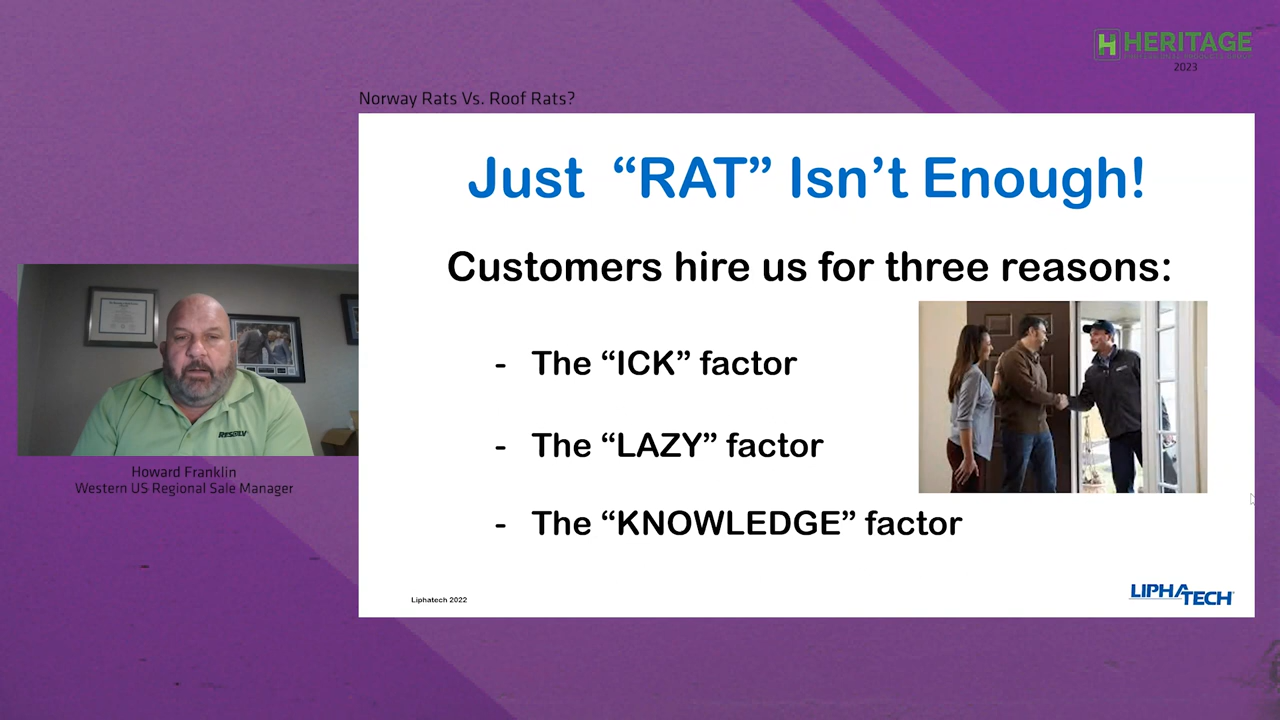 HERITAGE
2023
Norway Rats Vs. Roof Rats?
Just “RAT” Isn’t Enough!
Customers hire us for three reasons:
- The “ICK” factor
- The “LAZY” factor
- The “KNOWLEDGE” factor
RESOLV
Howard Franklin
Western US Regional Sale Manager
Liphatech 2022
LIPHATECH